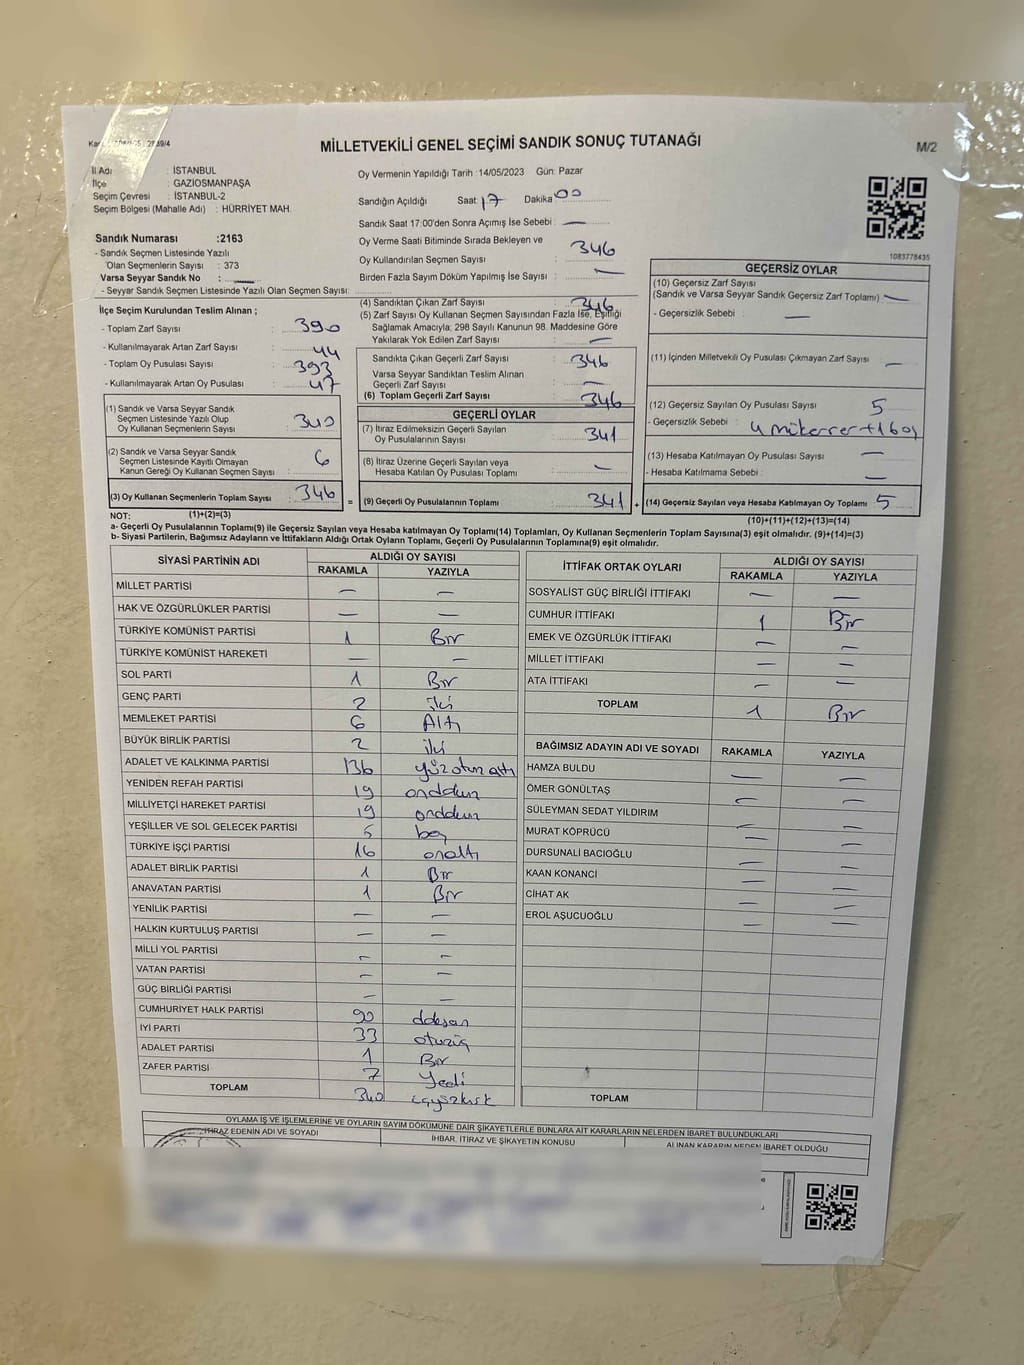 MİLLETVEKİLİ GENEL SEÇİMİ SANDIK SONUÇ TUTANAĞI
M/2
İl Adı : İSTANBUL
İlçe : GAZİOSMANPAŞA
Seçim Çevresi : İSTANBUL-2
Seçim Bölgesi (Mahalle Adı) : HÜRRİYET MAH.
Sandık Numarası :2163
- Sandık Seçmen Listesinde Yazılı
Olan Seçmenlerin Sayısı : 373
Varsa Seyyar Sandık No : —
- Seyyar Sandık Seçmen Listesinde Yazılı Olan Seçmen Sayısı:
İlçe Seçim Kurulundan Teslim Alınan ;
- Toplam Zarf Sayısı : 390
- Kullanılmayarak Artan Zarf Sayısı : 44
- Toplam Oy Pusulası Sayısı : 393
- Kullanılmayarak Artan Oy Pusulası : 47
(1) Sandık ve Varsa Seyyar Sandık
Seçmen Listesinde Yazılı Olup
Oy Kullanan Seçmenlerin Sayısı : 340
(2) Sandık ve Varsa Seyyar Sandık
Seçmen Listesinde Kayıtlı Olmayan
Kanun Gereği Oy Kullanan Seçmen Sayısı : 6
(3) Oy Kullanan Seçmenlerin Toplam Sayısı : 346
Oy Vermenin Yapıldığı Tarih :14/05/2023 Gün: Pazar
Sandığın Açıldığı Saat 17 Dakika 00
Sandık Saat 17:00'den Sonra Açımış İse Sebebi : —
Oy Verme Saati Bitiminde Sırada Bekleyen ve
Oy Kullandırılan Seçmen Sayısı : 346
Birden Fazla Sayım Döküm Yapılmış İse Sayısı : —
(4) Sandıktan Çıkan Zarf Sayısı : 346
(5) Zarf Sayısı Oy Kullanan Seçmen Sayısından Fazla İse, Eşitliği
Sağlamak Amacıyla; 298 Sayılı Kanunun 98. Maddesine Göre
Yakılarak Yok Edilen Zarf Sayısı : —
Sandıkta Çıkan Geçerli Zarf Sayısı : 346
Varsa Seyyar Sandıktan Teslim Alınan
Geçerli Zarf Sayısı : —
(6) Toplam Geçerli Zarf Sayısı : 346
GEÇERLİ OYLAR
(7) İtiraz Edilmeksizin Geçerli Sayılan
Oy Pusulalarının Sayısı : 341
(8) İtiraz Üzerine Geçerli Sayılan veya
Hesaba Katılan Oy Pusulası Toplamı : —
= (9) Geçerli Oy Pusulalarının Toplamı : 341
1083778435
GEÇERSİZ OYLAR
(10) Geçersiz Zarf Sayısı
(Sandık ve Varsa Seyyar Sandık Geçersiz Zarf Toplamı) : —
- Geçersizlik Sebebi : —
(11) İçinden Milletvekili Oy Pusulası Çıkmayan Zarf Sayısı : —
(12) Geçersiz Sayılan Oy Pusulası Sayısı : 5
- Geçersizlik Sebebi : 4 mükerrer+1 boş
(13) Hesaba Katılmayan Oy Pusulası Sayısı : —
- Hesaba Katılmama Sebebi : —
+ (14) Geçersiz Sayılan veya Hesaba Katılmayan Oy Toplamı : 5
NOT: (1)+(2)=(3)
(10)+(11)+(12)+(13)=(14)
a- Geçerli Oy Pusulalarının Toplamı(9) ile Geçersiz Sayılan veya Hesaba katılmayan Oy Toplamı(14) Toplamları, Oy Kullanan Seçmenlerin Toplam Sayısına(3) eşit olmalıdır. (9)+(14)=(3)
b- Siyasi Partilerin, Bağımsız Adayların ve İttifakların Aldığı Ortak Oyların Toplamı, Geçerli Oy Pusulalarının Toplamına(9) eşit olmalıdır.
SİYASİ PARTİNİN ADI ALDIĞI OY SAYISI
RAKAMLA YAZIYLA
MİLLET PARTİSİ — —
HAK VE ÖZGÜRLÜKLER PARTİSİ — —
TÜRKİYE KOMÜNİST PARTİSİ 1 Bir
TÜRKİYE KOMÜNİST HAREKETİ — —
SOL PARTİ 1 Bir
GENÇ PARTİ 2 iki
MEMLEKET PARTİSİ 6 Altı
BÜYÜK BİRLİK PARTİSİ 2 iki
ADALET VE KALKINMA PARTİSİ 136 yüzotuzaltı
YENİDEN REFAH PARTİSİ 19 ondokuz
MİLLİYETÇİ HAREKET PARTİSİ 19 ondokuz
YEŞİLLER VE SOL GELECEK PARTİSİ 5 beş
TÜRKİYE İŞÇİ PARTİSİ 16 onaltı
ADALET BİRLİK PARTİSİ 1 Bir
ANAVATAN PARTİSİ 1 Bir
YENİLİK PARTİSİ — —
HALKIN KURTULUŞ PARTİSİ — —
MİLLİ YOL PARTİSİ — —
VATAN PARTİSİ — —
GÜÇ BİRLİĞİ PARTİSİ — —
CUMHURİYET HALK PARTİSİ 90
İYİ PARTİ 33 otuzüç
ADALET PARTİSİ 1 Bir
ZAFER PARTİSİ 7 Yedi
TOPLAM 340
İTTİFAK ORTAK OYLARI ALDIĞI OY SAYISI
RAKAMLA YAZIYLA
SOSYALİST GÜÇ BİRLİĞİ İTTİFAKI — —
CUMHUR İTTİFAKI 1 Bir
EMEK VE ÖZGÜRLÜK İTTİFAKI — —
MİLLET İTTİFAKI — —
ATA İTTİFAKI — —
TOPLAM 1 Bir
BAĞIMSIZ ADAYIN ADI VE SOYADI RAKAMLA YAZIYLA
HAMZA BULDU — —
ÖMER GÖNÜLTAŞ — —
SÜLEYMAN SEDAT YILDIRIM — —
MURAT KÖPRÜCÜ — —
DURSUNALİ BACIOĞLU — —
KAAN KONANCI — —
CİHAT AK — —
EROL AŞUCUOĞLU — —
TOPLAM
OYLAMA İŞ VE İŞLEMLERİNE VE OYLARIN SAYIM DÖKÜMÜNE DAİR ŞİKAYETLERLE BUNLARA AİT KARARLARIN NELERDEN İBARET BULUNDUKLARI
İTİRAZ EDENİN ADI VE SOYADI İHBAR, İTİRAZ VE ŞİKAYETİN KONUSU ALINAN KARARIN NEDEN İBARET OLDUĞU